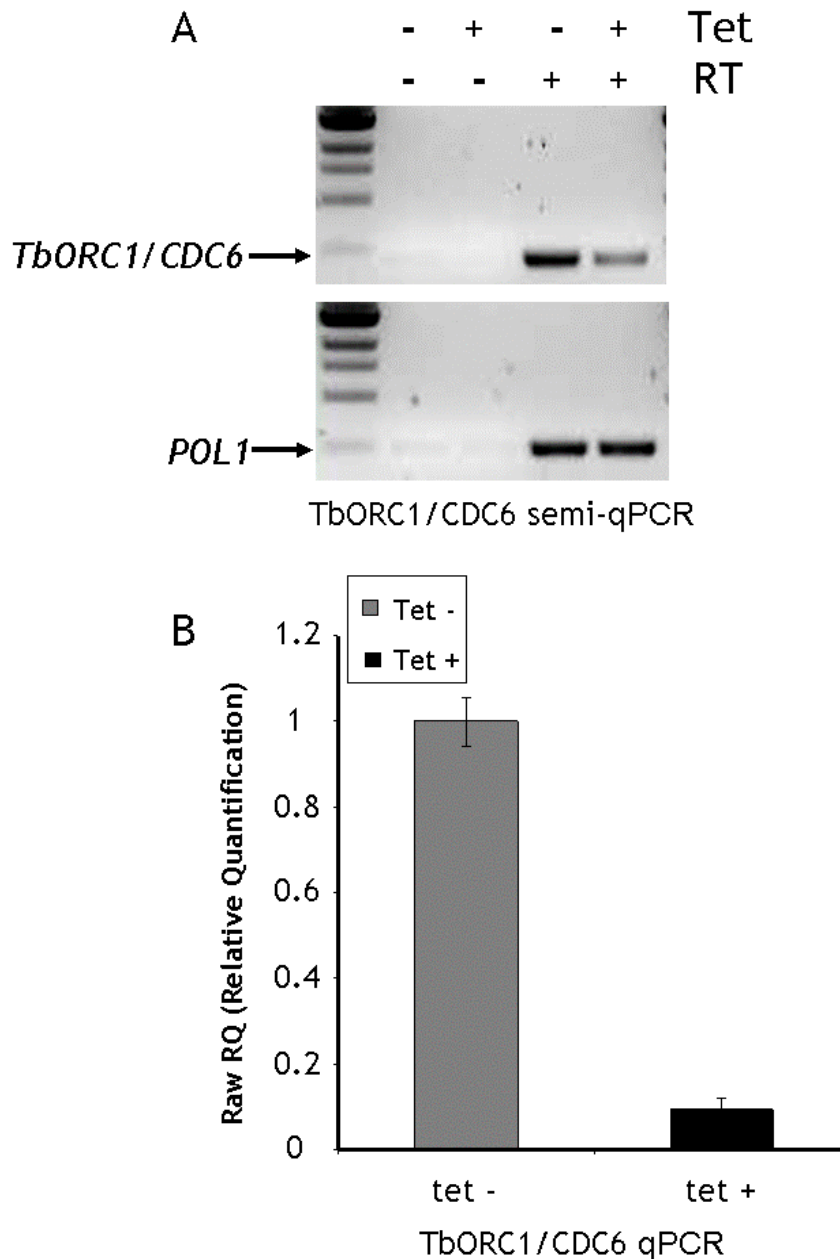 A
- + - + Tet
- - + + RT
TbORC1/CDC6
POL1
TbORC1/CDC6 semi-qPCR
B
Tet -
Tet +
Raw RQ (Relative Quantification)
1.2
1
0.8
0.6
0.4
0.2
0
tet - tet +
TbORC1/CDC6 qPCR